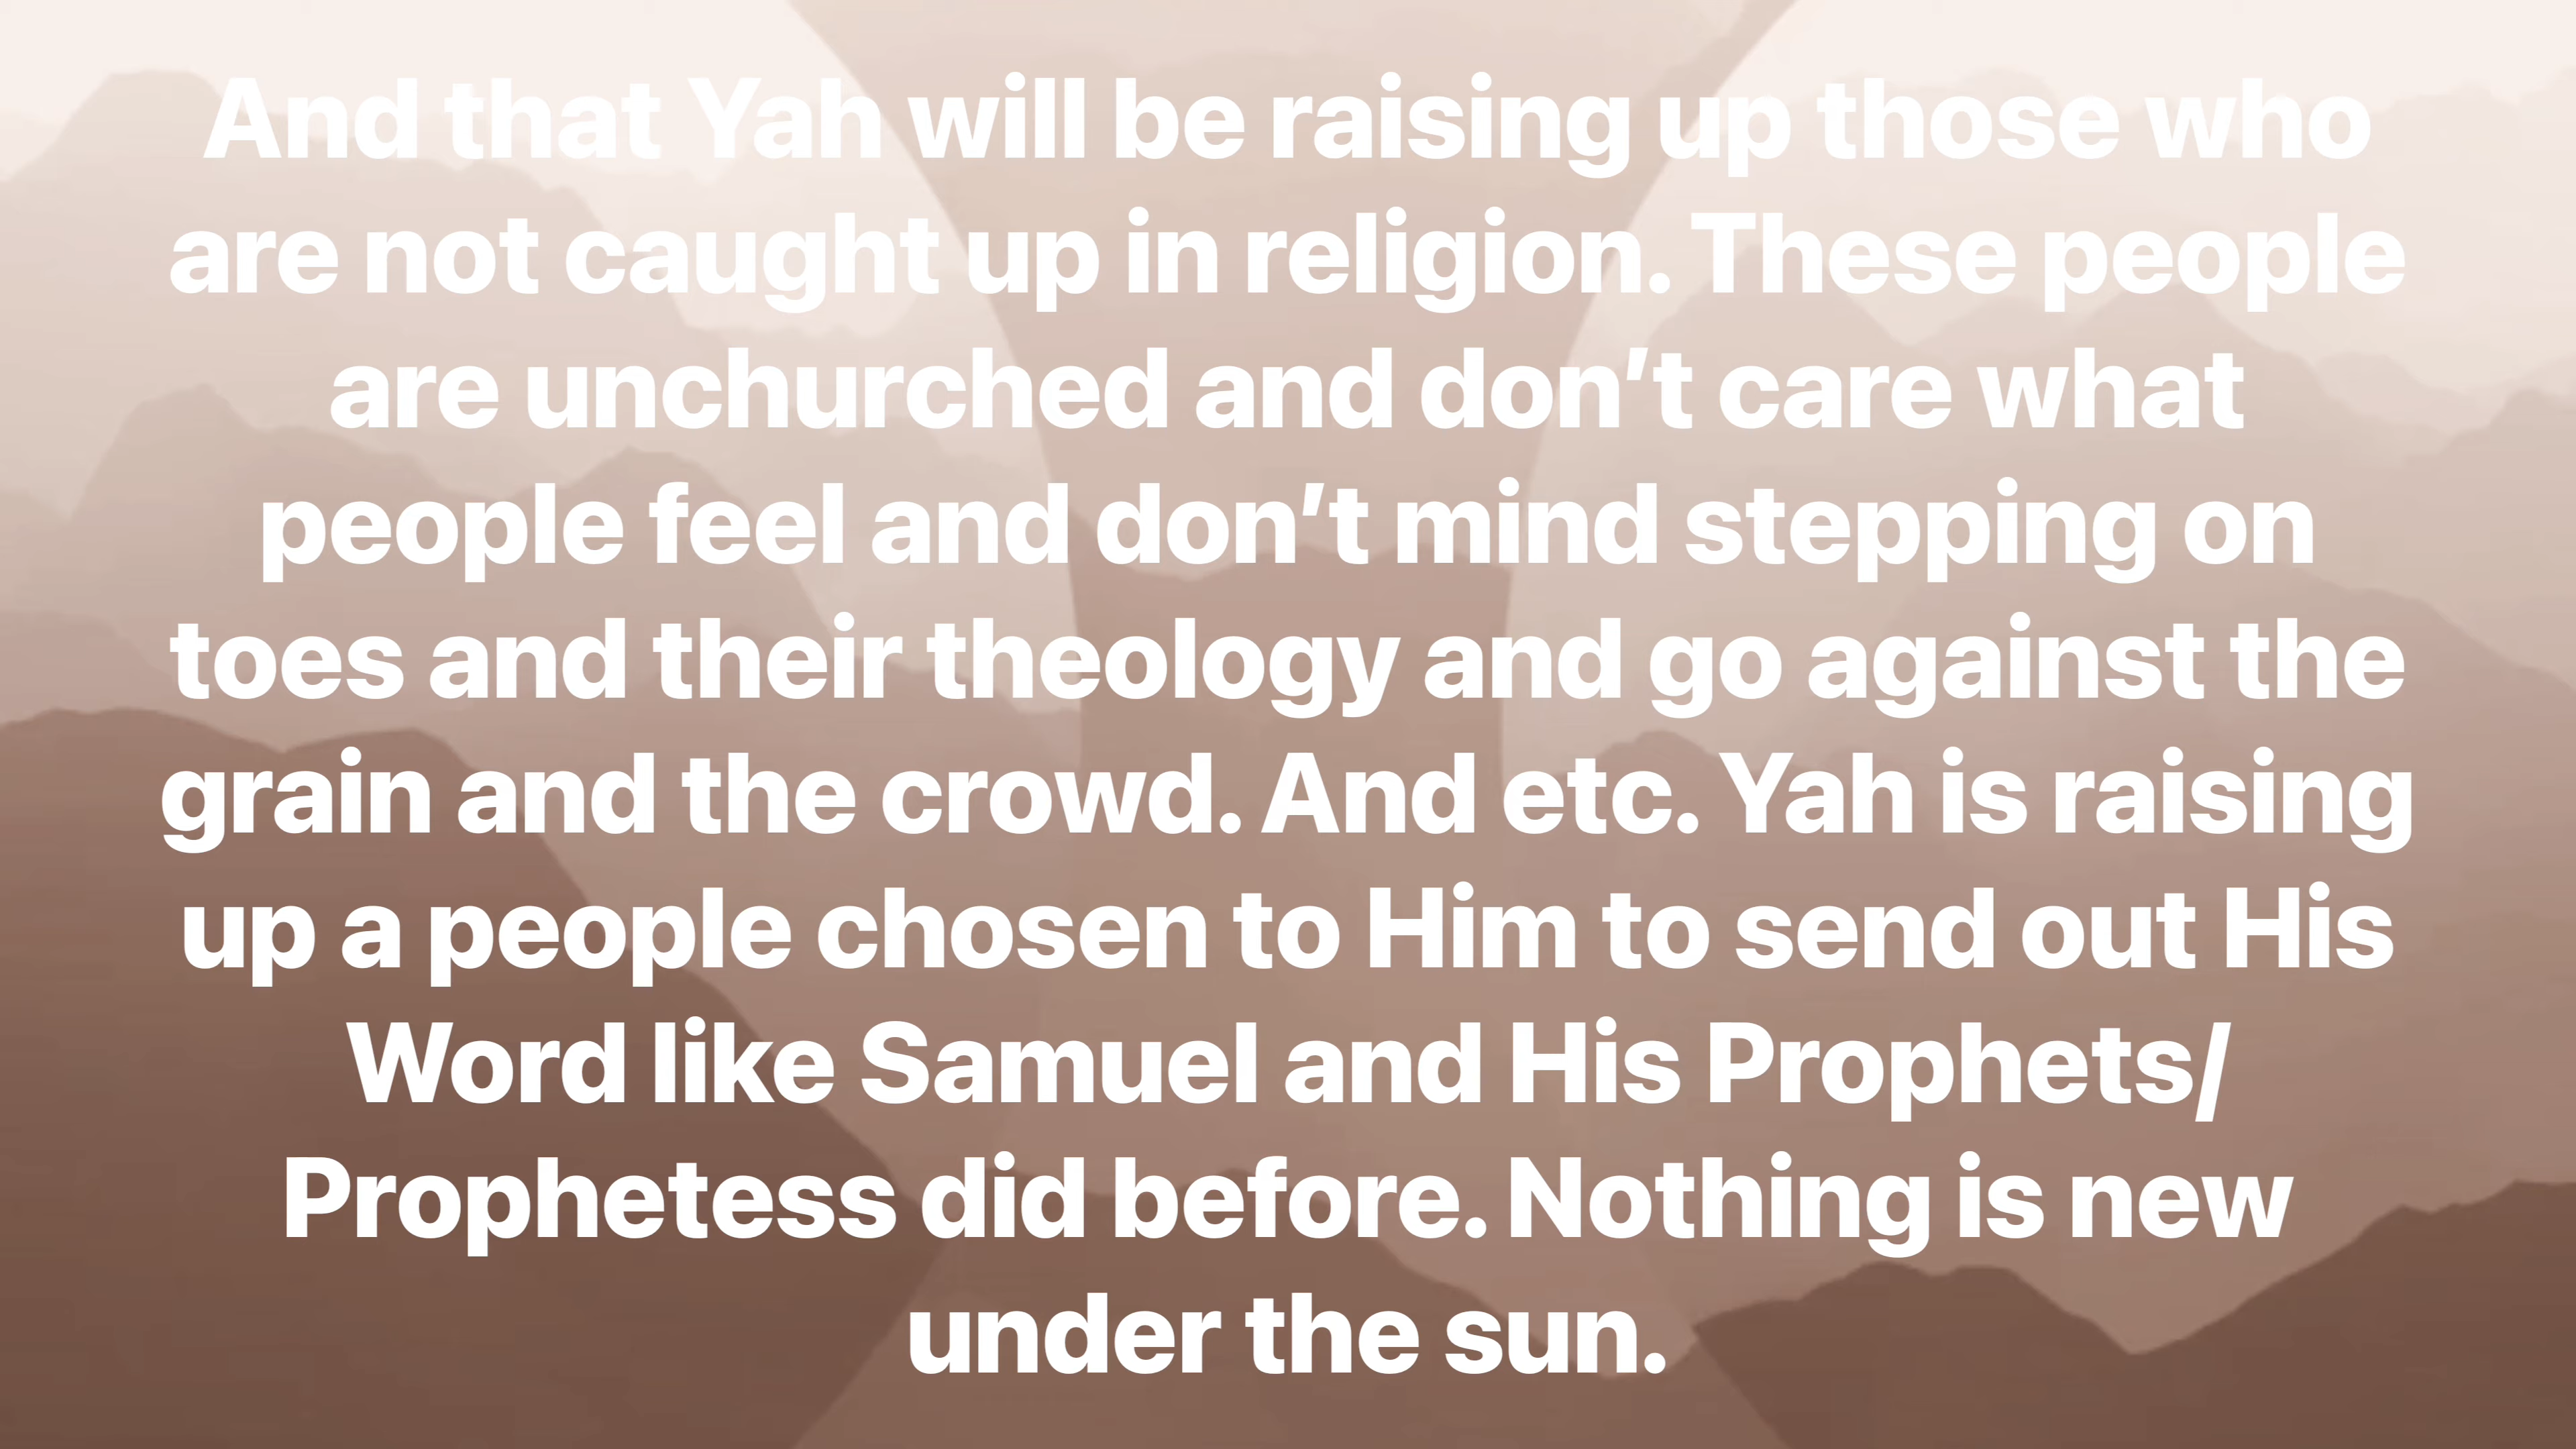 And that Yah will be raising up those who
are not caught up in religion. These people
are unchurched and don’t care what
people feel and don’t mind stepping on
toes and their theology and go against the
grain and the crowd. And etc. Yah is raising
up a people chosen to Him to send out His
Word like Samuel and His Prophets/
Prophetess did before. Nothing is new
under the sun.